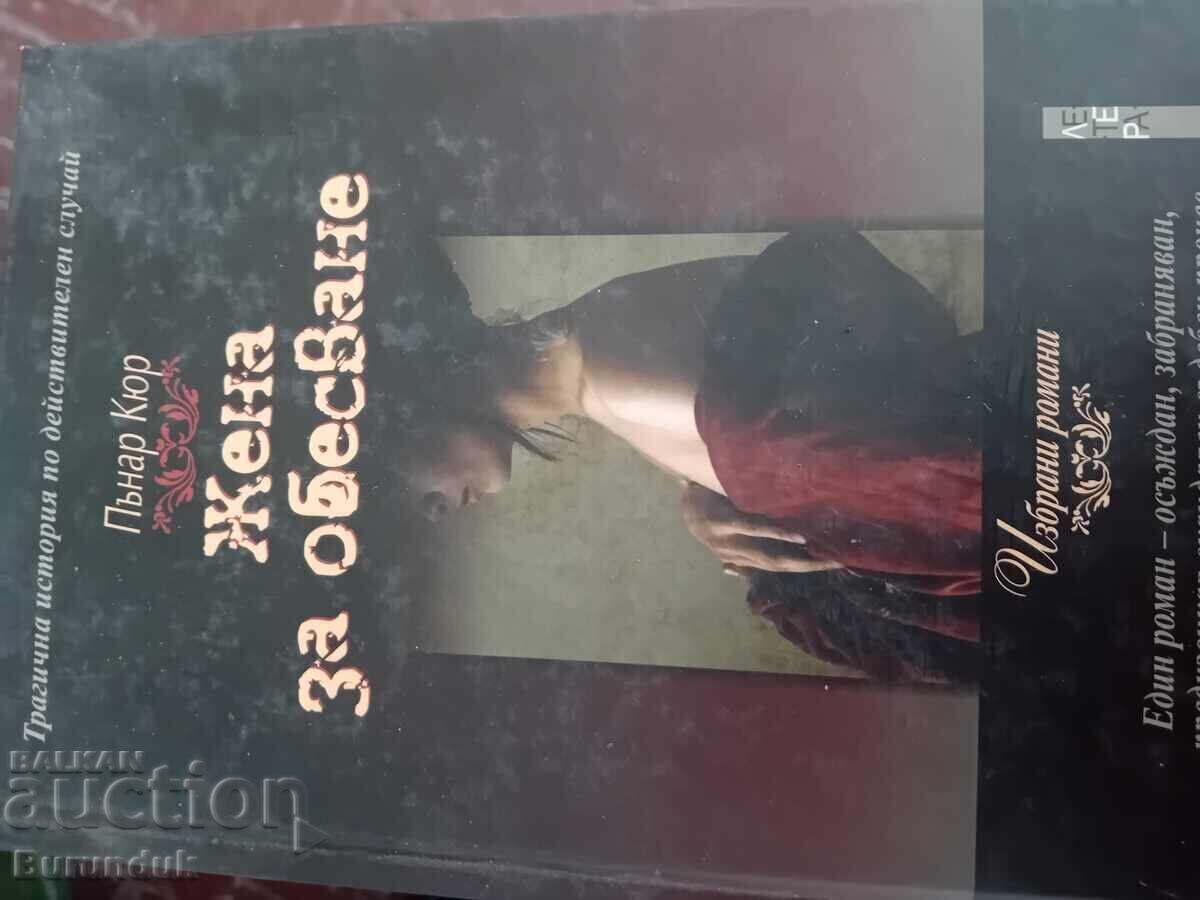 Трагична история по действителен случай
Пънар Кюр
Жена
за обесване
Избрани романи
ЛЕ
ТЕ
РА
Един роман – осъждан, забраняван,
BALKAN
auction
Burunduk